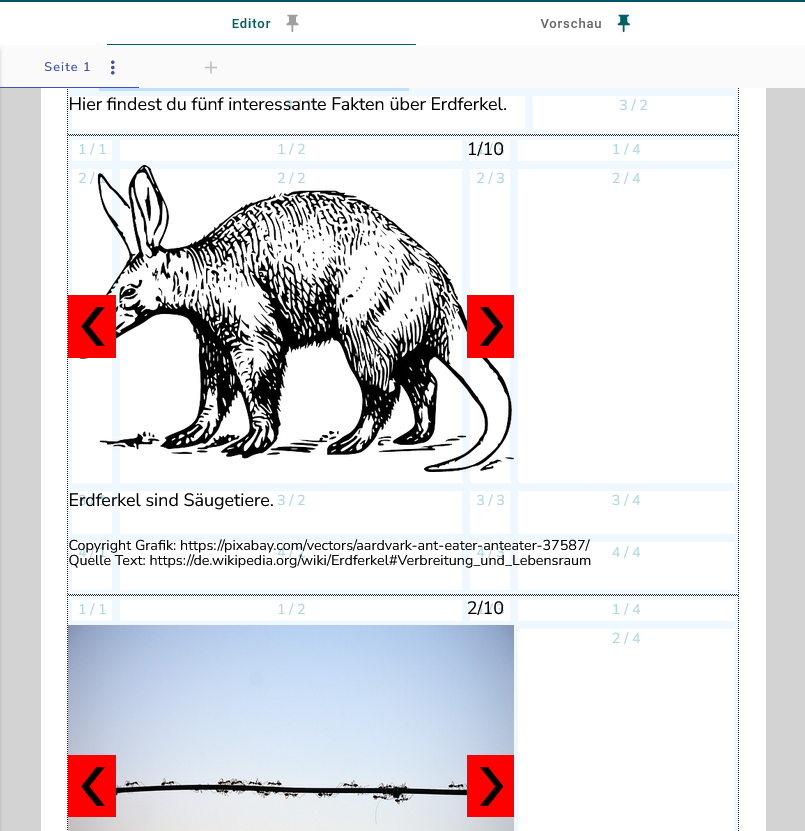 Editor
Vorschau
Seite 1
+
Hier findest du fünf interessante Fakten über Erdferkel.
3 / 2
1 / 1
1 / 2
1/10
1 / 4
2 /
2 / 2
2 / 3
2 / 4
Erdferkel sind Säugetiere.
3 / 2
3 / 3
3 / 4
Copyright Grafik: https://pixabay.com/vectors/aardvark-ant-eater-anteater-37587/
4 / 4
Quelle Text: https://de.wikipedia.org/wiki/Erdferkel#Verbreitung_und_Lebensraum
1 / 1
1 / 2
2/10
1 / 4
2 / 4